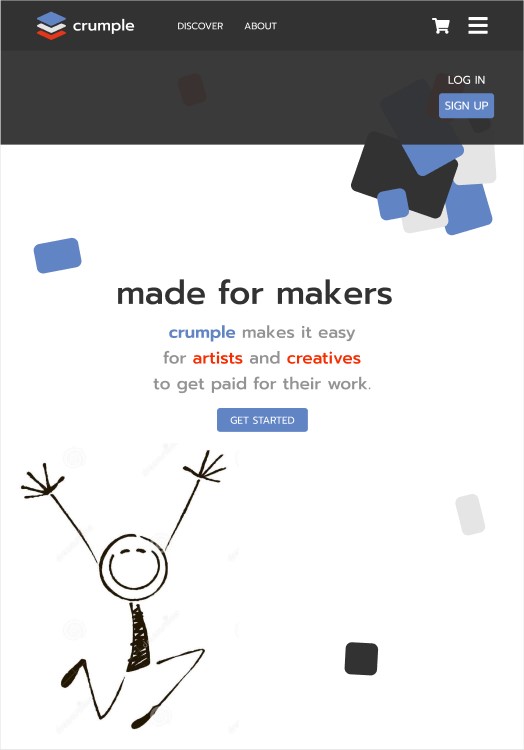 crumple
DISCOVER
ABOUT
LOG IN
SIGN UP
made for makers
crumple makes it easy
for artists and creatives
to get paid for their work.
GET STARTED